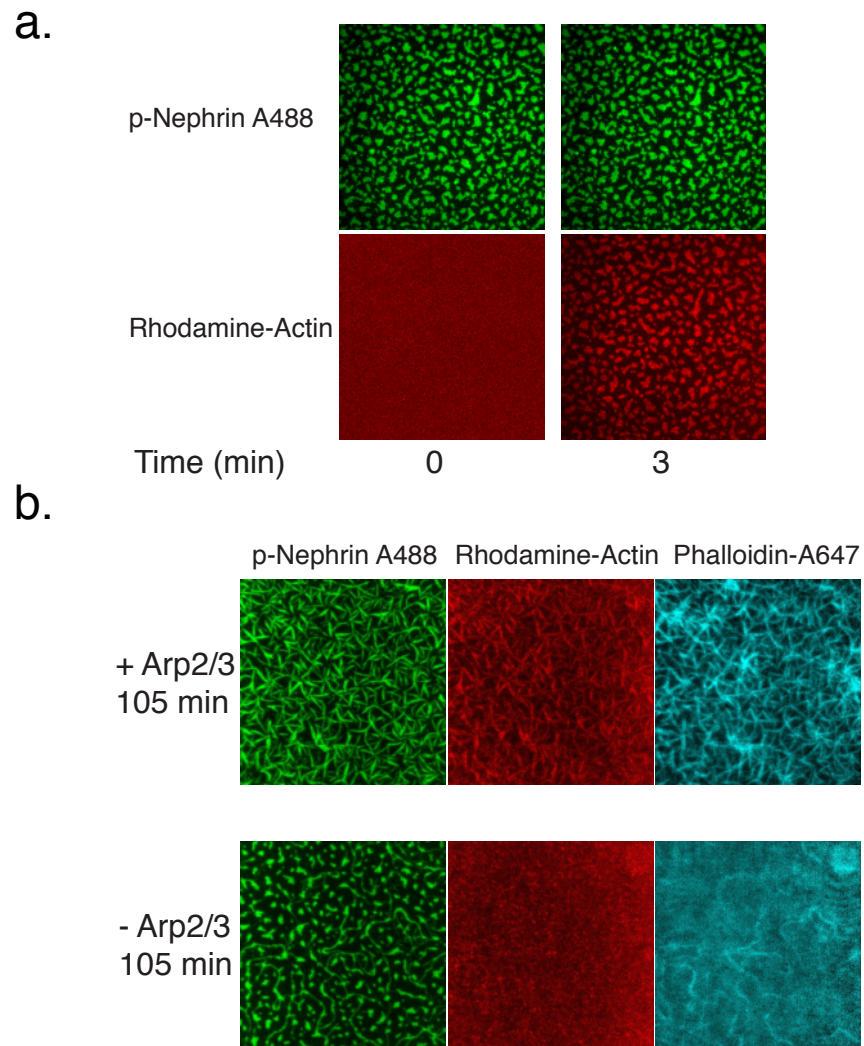 a.
p-Nephrin A488
Rhodamine-Actin
Time (min) 0 3
b.
p-Nephrin A488 Rhodamine-Actin Phalloidin-A647
+ Arp2/3
105 min
- Arp2/3
105 min